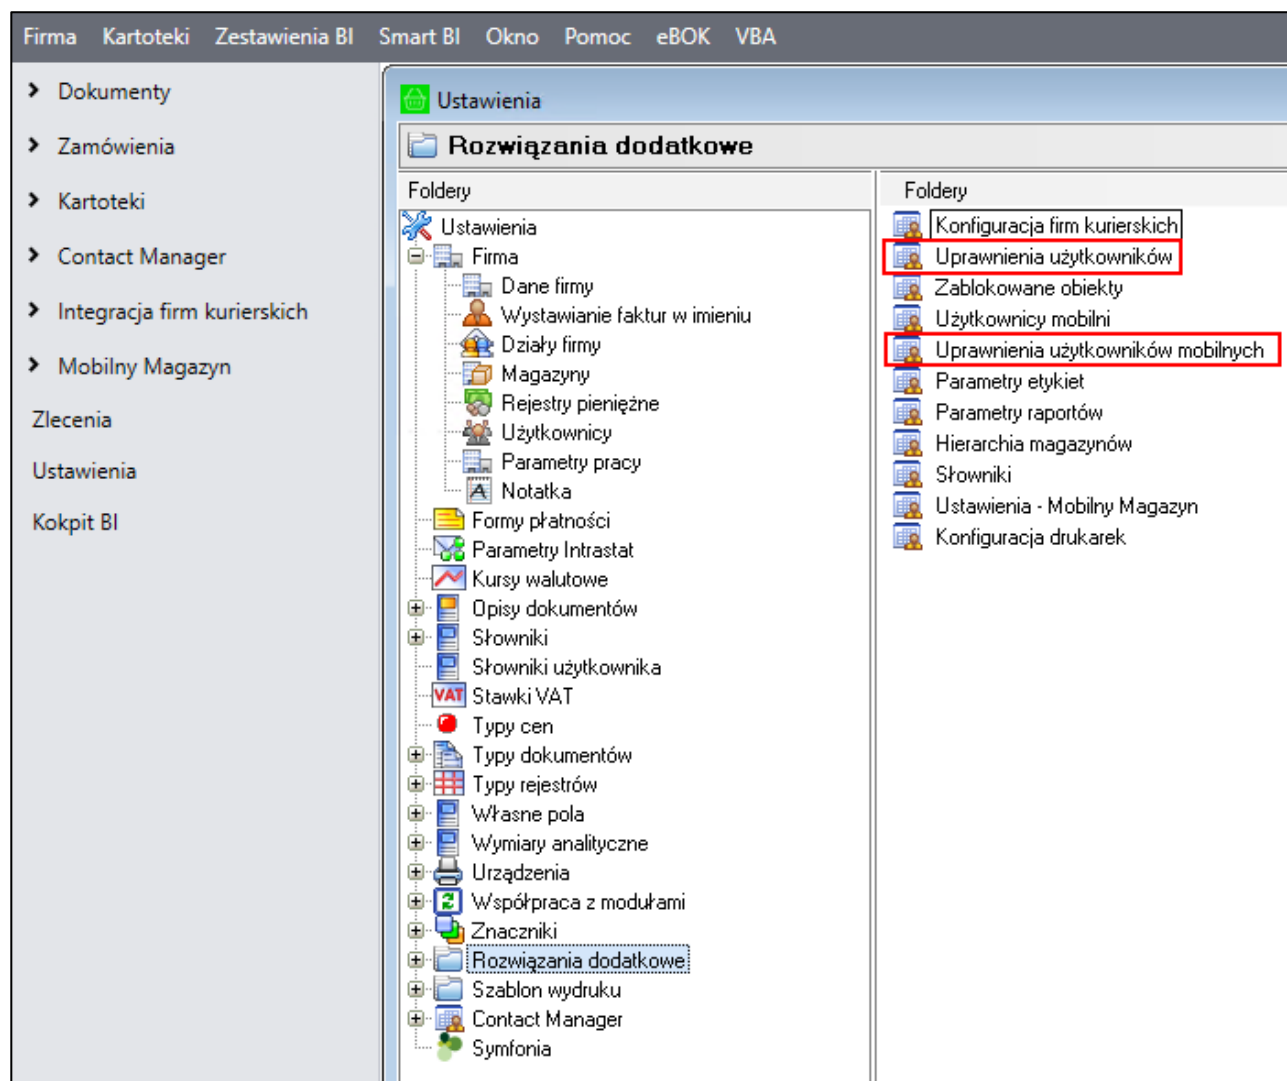 Firma Kartoteki Zestawienia BI Smart BI Okno Pomoc eBOK VBA
Dokumenty
Zamówienia
Kartoteki
Contact Manager
Integracja firm kurierskich
Mobilny Magazyn
Zlecenia
Ustawienia
Kokpit BI
Ustawienia
Rozwiązania dodatkowe
Foldery
Ustawienia
Firma
Dane firmy
Wystawianie faktur w imieniu
Działy firmy
Magazyny
Rejestry pieniężne
Użytkownicy
Parametry pracy
Notatka
Formy płatności
Parametry Intrastat
Kursy walutowe
Opisy dokumentów
Słowniki
Słowniki użytkownika
VAT Stawki VAT
Typy cen
Typy dokumentów
Typy rejestrów
Własne pola
Wymiary analityczne
Urządzenia
Współpraca z modułami
Znaczniki
Rozwiązania dodatkowe
Szablon wydruku
Contact Manager
Symfonia
Foldery
Konfiguracja firm kurierskich
Uprawnienia użytkowników
Zablokowane obiekty
Użytkownicy mobilni
Uprawnienia użytkowników mobilnych
Parametry etykiet
Parametry raportów
Hierarchia magazynów
Słowniki
Ustawienia - Mobilny Magazyn
Konfiguracja drukarek